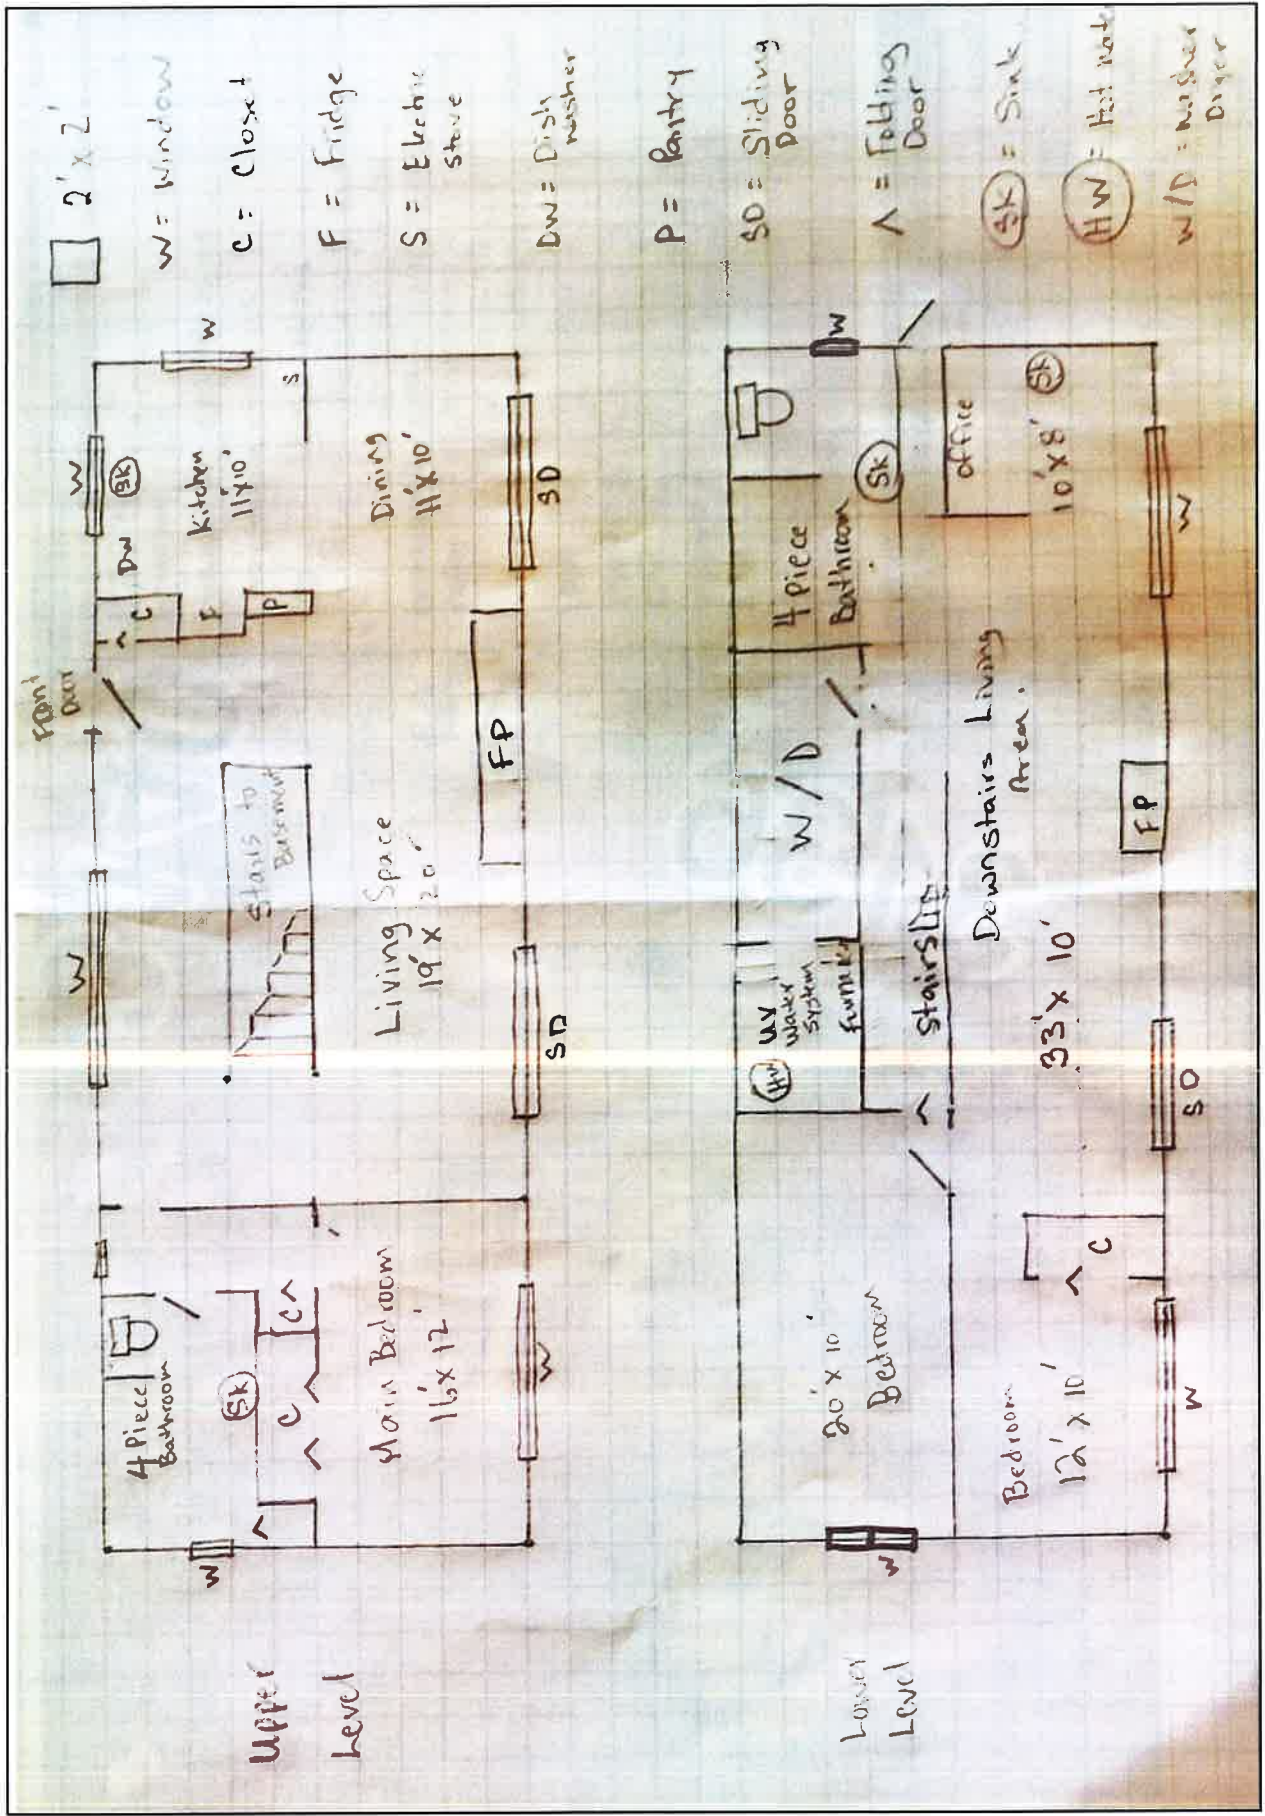 Upper
Level
W
4 Piece
Bathroom
Sk
C
C
Main Bedroom
16' x 12'
W
W
Stairs to
Basement
Living Space
19' x 20'
SD
FP
Front
Door
C
F
P
DW
W
Sk
Kitchen
11'x10'
W
S
Dining
11'x10'
SD
2' x 2'
W = Window
C = Closet
F = Fridge
S = Electric
stove
DW = Dish
washer
P = Pantry
SD = Sliding
Door
^ = Folding
Door
SK = Sink
HW = Hot
W/D = washer
Dryer
Lower
Level
W
20' x 10'
Bedroom
Bedroom
12' x 10'
W
C
HW
UV
Water
System
Stairs
W/D
4 Piece
Bathroom
Sk
W
office
10'x8'
Sk
W
Downstairs Living
Area.
33' x 10'
SD
FP